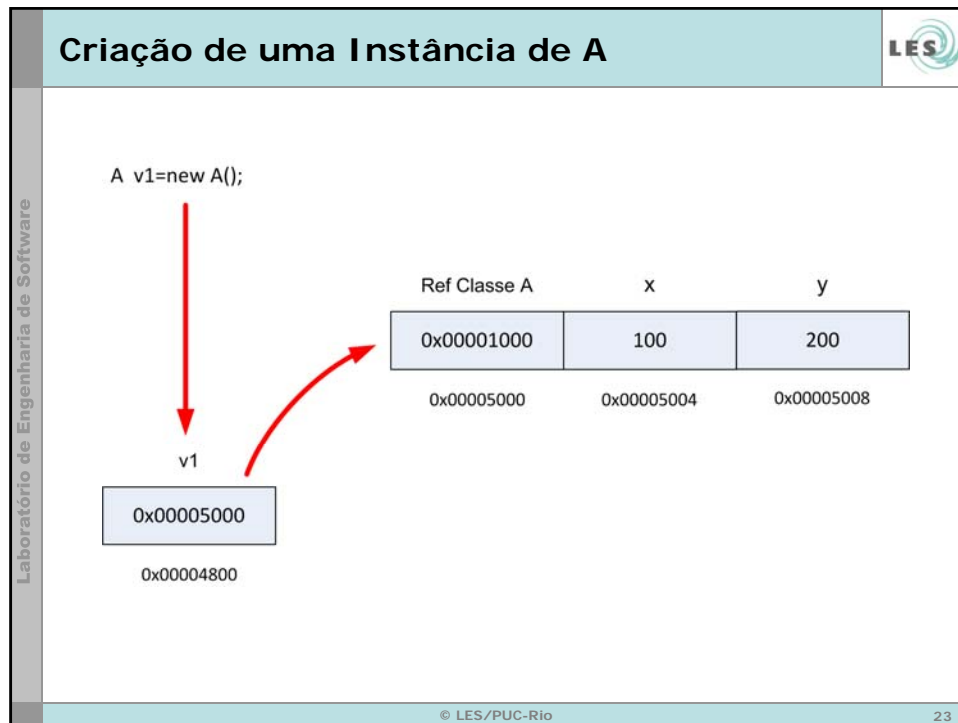 Criação de uma Instância de A
LES
Laboratório de Engenharia de Software
A v1=new A();
Ref Classe A x y
0x00001000 100 200
0x00005000 0x00005004 0x00005008
v1
0x00005000
0x00004800
© LES/PUC-Rio 23